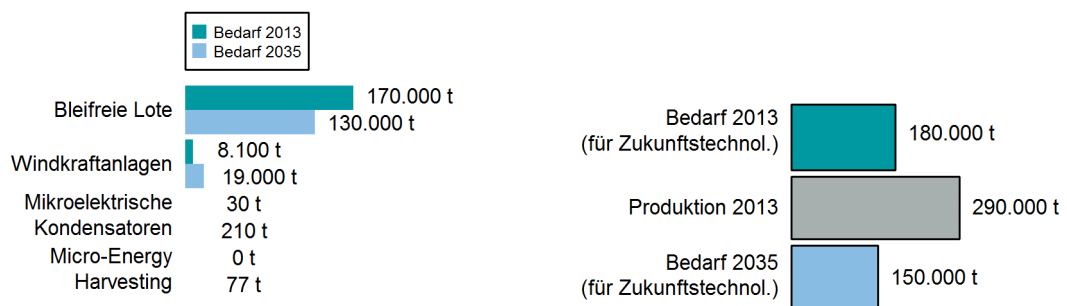 Bedarf 2013
Bedarf 2035
Bleifreie Lote
170.000 t
130.000 t
Windkraftanlagen
8.100 t
19.000 t
Mikroelektrische
Kondensatoren
30 t
210 t
Micro-Energy
Harvesting
0 t
77 t
Bedarf 2013
(für Zukunftstechnol.)
180.000 t
Produktion 2013
290.000 t
Bedarf 2035
(für Zukunftstechnol.)
150.000 t